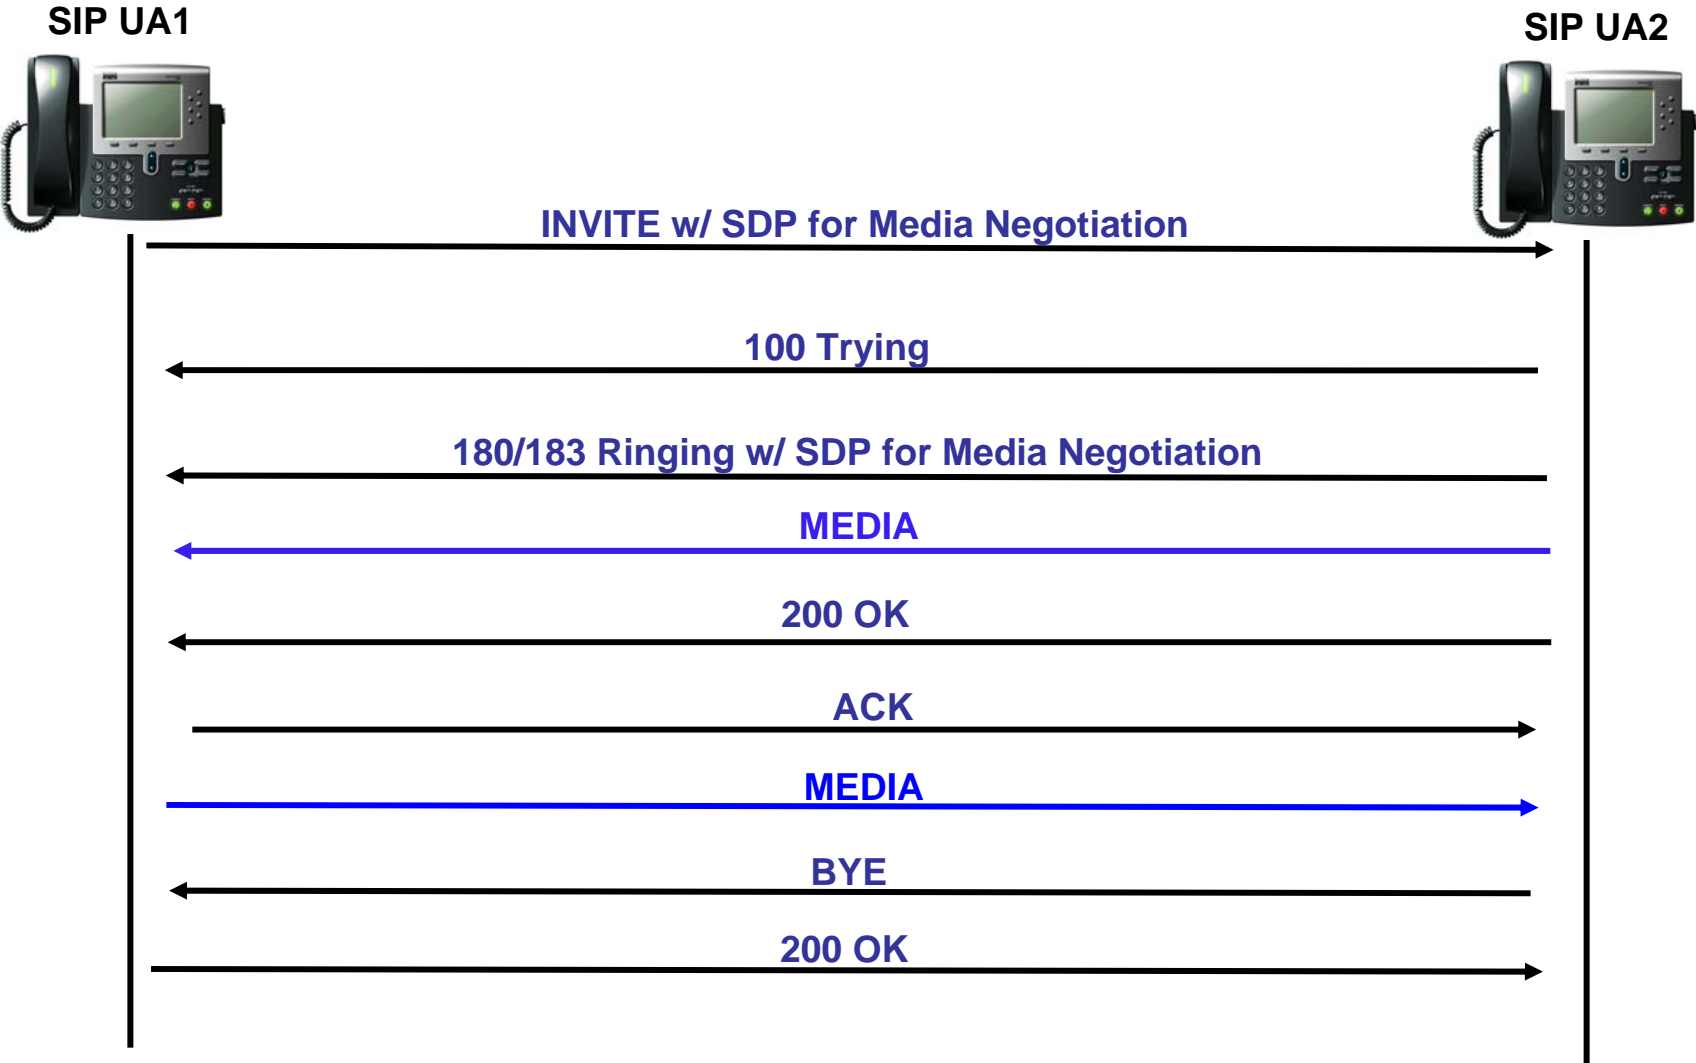 SIP UA1
SIP UA2
INVITE w/ SDP for Media Negotiation
100 Trying
180/183 Ringing w/ SDP for Media Negotiation
MEDIA
200 OK
ACK
MEDIA
BYE
200 OK